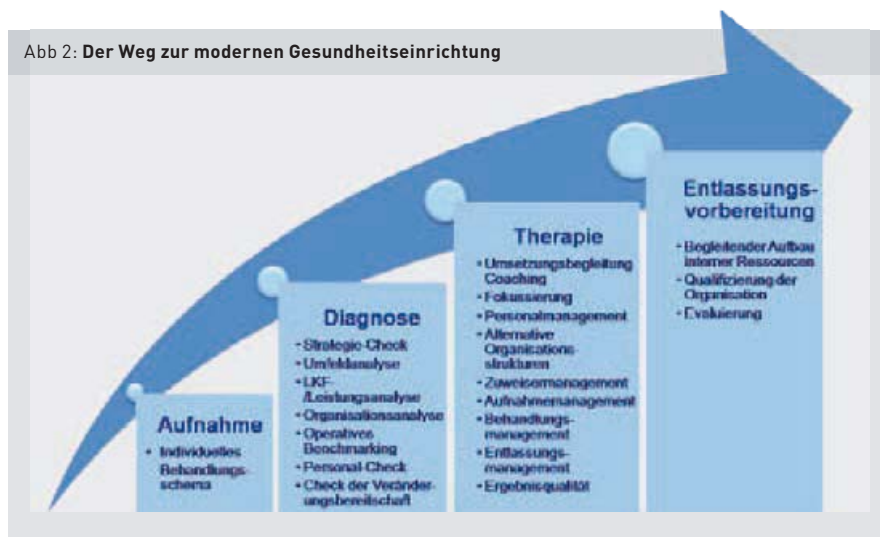 Abb 2: Der Weg zur modernen Gesundheitseinrichtung
Aufnahme
• Individuelles
Behandlungs-
schema
Diagnose
• Strategie-Check
• Umfeldanalyse
• LKF-
/Leistungsanalyse
• Organisationsanalyse
• Operatives
Benchmarking
• Personal-Check
• Check der Veränder-
ungsbereitschaft
Therapie
• Umsetzungsbegleitung
Coaching
• Fokussierung
• Personalmanagement
• Alternative
Organisations-
strukturen
• Zuweisermanagement
• Aufnahmemanagement
• Behandlungs-
management
• Entlassungs-
management
• Ergebnisqualität
Entlassungs-
vorbereitung
• Begleitender Aufbau
interner Ressourcen
• Qualifizierung der
Organisation
• Evaluierung